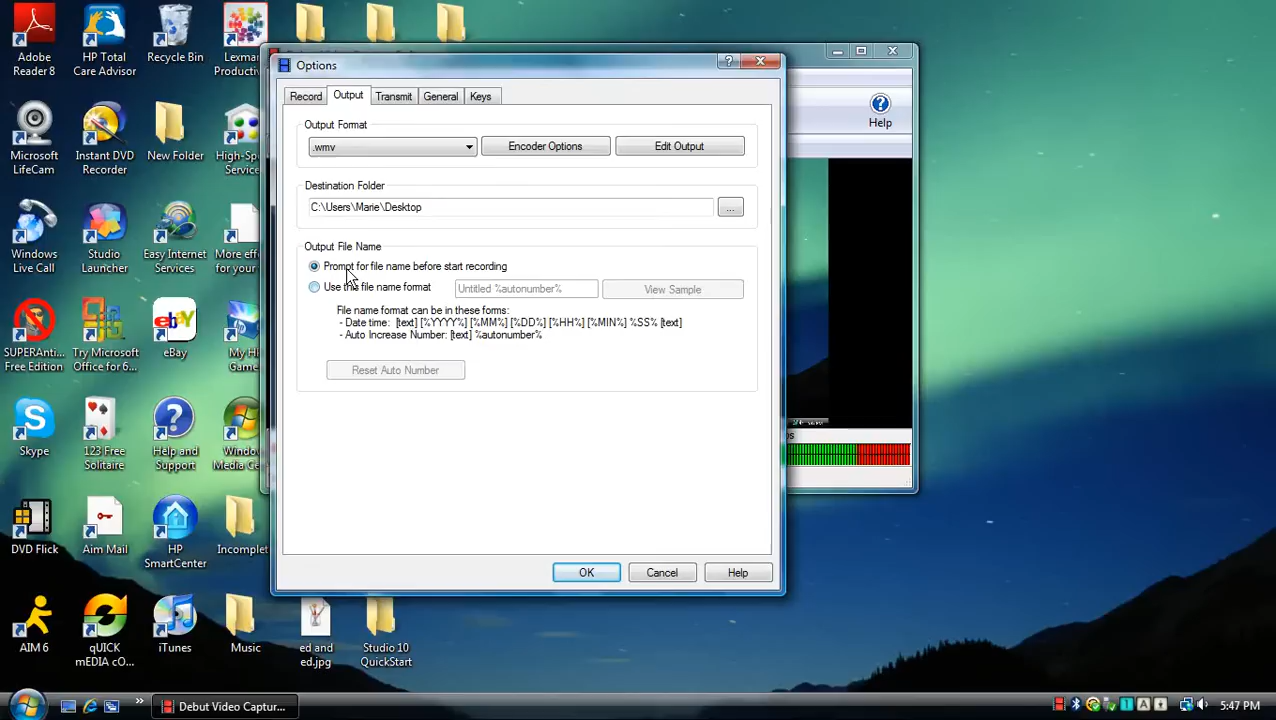 Adobe Reader 8
HP Total Care Advisor
Recycle Bin
Lexmar Productiv...
Microsoft LifeCam
Instant DVD Recorder
New Folder
High-Spe Service
Windows Live Call
Studio Launcher
Easy Internet Services
More effe for your .
SUPERAnti... Free Edition
Try Microsoft Office for 6...
eBay
My HP Games
Skype
123 Free Solitaire
Help and Support
Window Media Ce
DVD Flick
Aim Mail
HP SmartCenter
Incomplet
AIM 6
qUICK mEDIA cO...
iTunes
Music
ed and ed.jpg
Studio 10 QuickStart
Options
Record
Output
Transmit
General
Keys
Output Format
.wmv
Encoder Options
Edit Output
Destination Folder
C:\Users\Marie\Desktop
...
Output File Name
Prompt for file name before start recording
Use this file name format
Untitled %autonumber%
View Sample
File name format can be in these forms:
- Date time: [text] [%YYYY%] [%MM%] [%DD%] [%HH%] [%MIN%] %SS% [text]
- Auto Increase Number: [text] %autonumber%
Reset Auto Number
OK
Cancel
Help
Help
Debut Video Captur...
5:47 PM